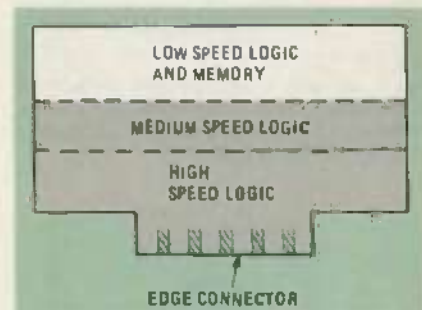 LOW SPEED LOGIC
AND MEMORY
MEDIUM SPEED LOGIC
HIGH
SPEED LOGIC
EDGE CONNECTOR